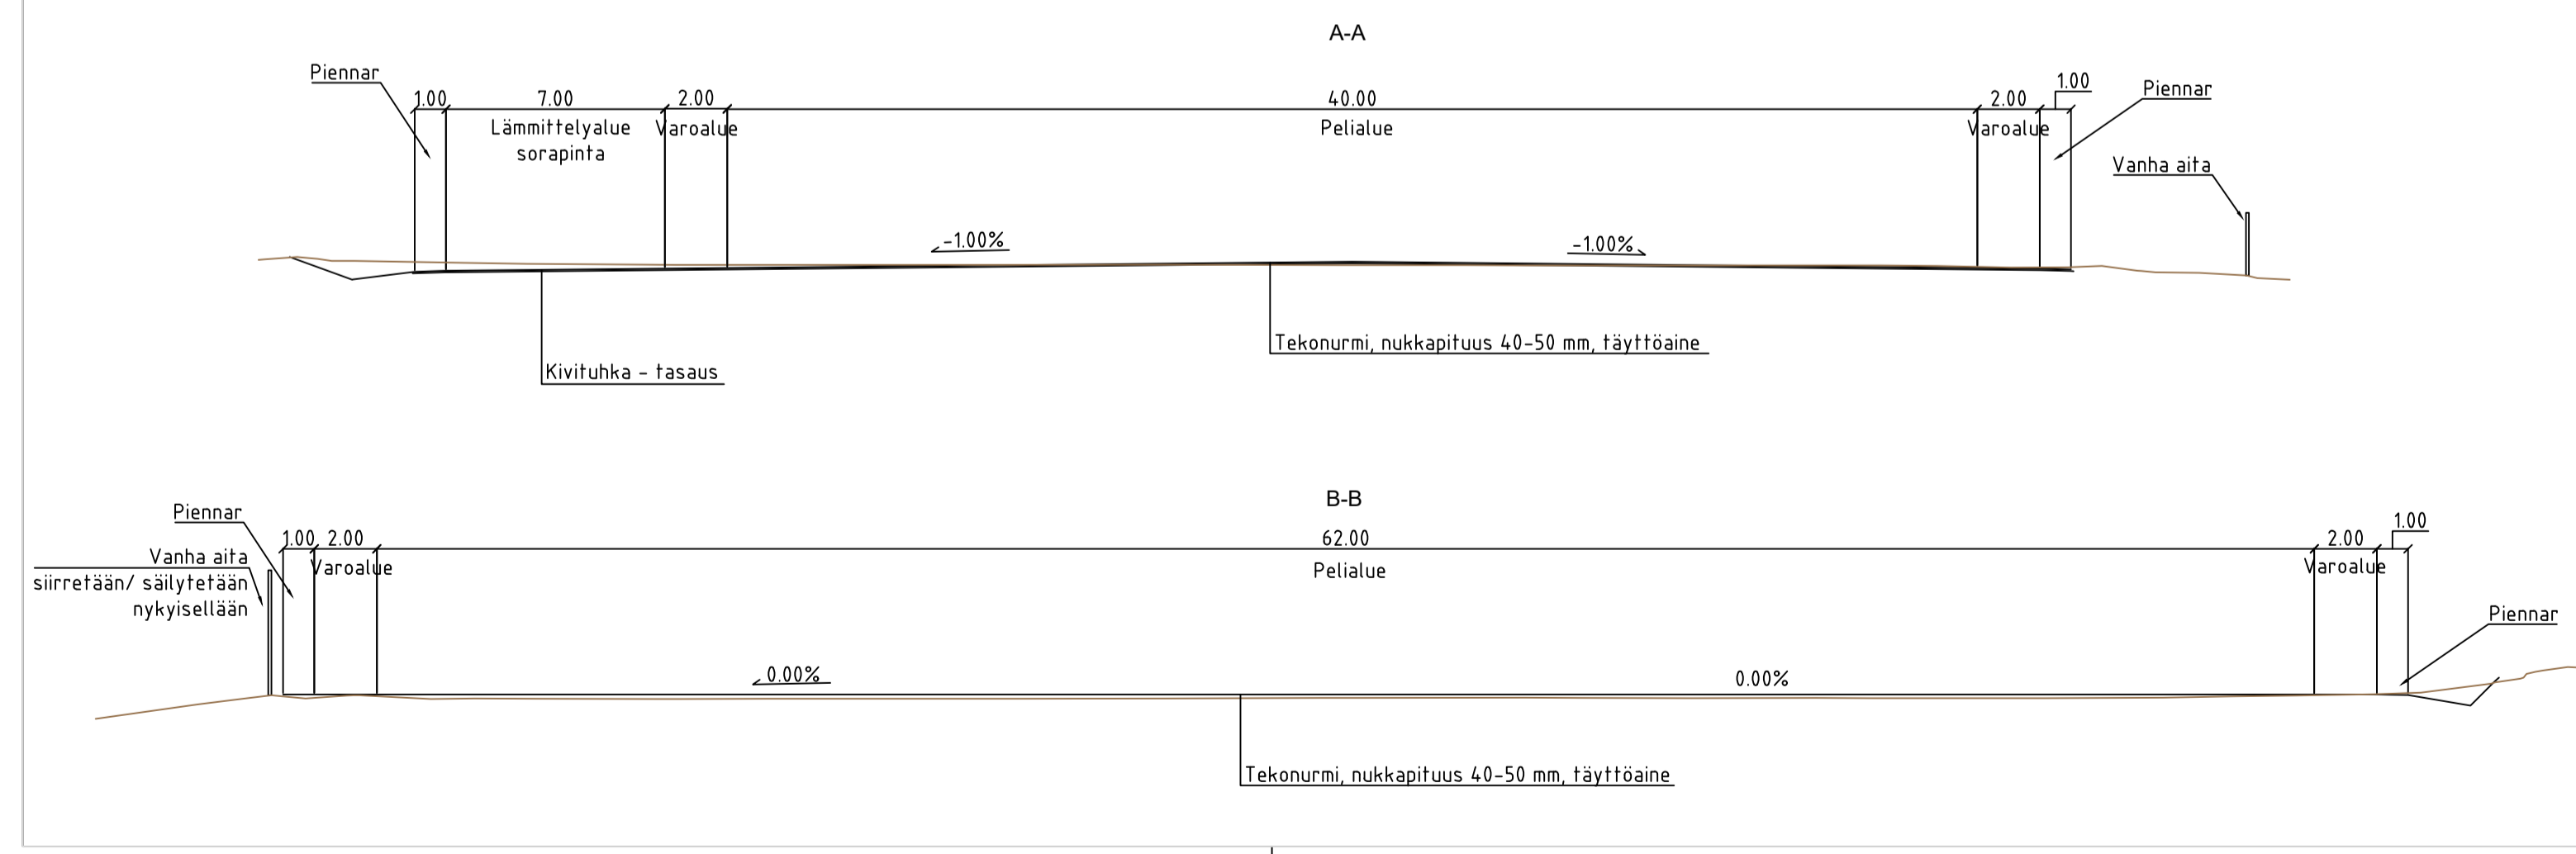 A-A
Piennar
1.00
7.00
2.00
40.00
2.00
1.00
Piennar
Lämmittelyalue
sorapinta
Varoalue
Pelialue
Varoalue
Vanha aita
-1.00%
-1.00%
Tekonurmi, nukkapituus 40-50 mm, täyttöaine
Kivituhka - tasaus
B-B
Piennar
1.00
2.00
62.00
2.00
1.00
Vanha aita
siirretään/ säilytetään
nykyisellään
Varoalue
Pelialue
Varoalue
Piennar
0.00%
0.00%
Tekonurmi, nukkapituus 40-50 mm, täyttöaine